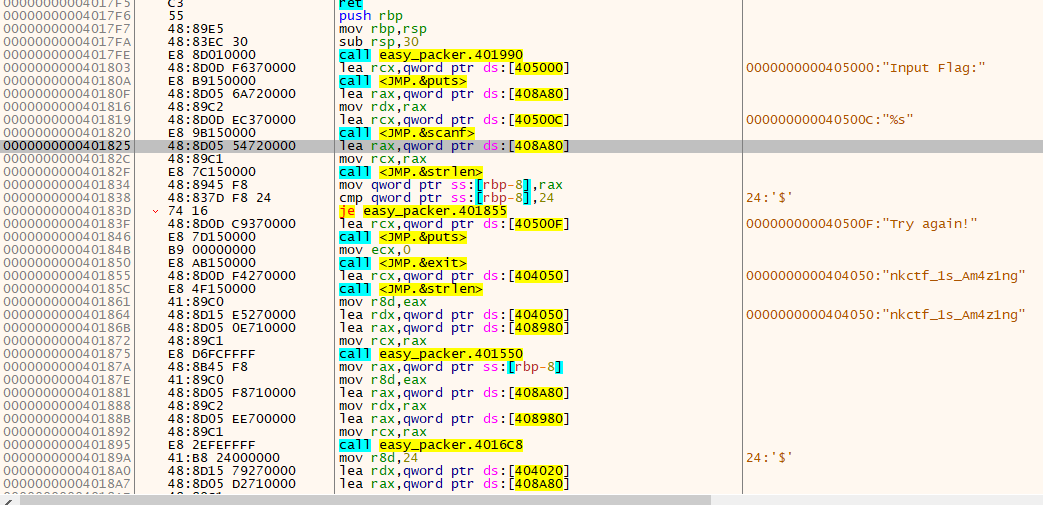 00000000004017F5 C3 ret
00000000004017F6 55 push rbp
00000000004017F7 48:89E5 mov rbp,rsp
00000000004017FA 48:83EC 30 sub rsp,30
00000000004017FE E8 8D010000 call easy_packer.401990
0000000000401803 48:8D0D F6370000 lea rcx,qword ptr ds:[405000] 0000000000405000:"Input Flag:"
000000000040180A E8 B9150000 call <JMP.&puts>
000000000040180F 48:8D05 6A720000 lea rax,qword ptr ds:[408A80]
0000000000401816 48:89C2 mov rdx,rax
0000000000401819 48:8D0D EC370000 lea rcx,qword ptr ds:[40500C] 000000000040500C:"%s"
0000000000401820 E8 9B150000 call <JMP.&scanf>
0000000000401825 48:8D05 54720000 lea rax,qword ptr ds:[408A80]
000000000040182C 48:89C1 mov rcx,rax
000000000040182F E8 7C150000 call <JMP.&strlen>
0000000000401834 48:8945 F8 mov qword ptr ss:[rbp-8],rax
0000000000401838 48:837D F8 24 cmp qword ptr ss:[rbp-8],24 24:'$'
000000000040183D 74 16 je easy_packer.401855
000000000040183F 48:8D0D C9370000 lea rcx,qword ptr ds:[40500F] 000000000040500F:"Try again!"
0000000000401846 E8 7D150000 call <JMP.&puts>
000000000040184B B9 00000000 mov ecx,0
0000000000401850 E8 AB150000 call <JMP.&exit>
0000000000401855 48:8D0D F4270000 lea rcx,qword ptr ds:[404050] 0000000000404050:"nkctf_1s_Am4z1ng"
000000000040185C E8 4F150000 call <JMP.&strlen>
0000000000401861 41:89C0 mov r8d,eax
0000000000401864 48:8D15 E5270000 lea rdx,qword ptr ds:[404050] 0000000000404050:"nkctf_1s_Am4z1ng"
000000000040186B 48:8D05 0E710000 lea rax,qword ptr ds:[408980]
0000000000401872 48:89C1 mov rcx,rax
0000000000401875 E8 D6FCFFFF call easy_packer.401550
000000000040187A 48:8B45 F8 mov rax,qword ptr ss:[rbp-8]
000000000040187E 41:89C0 mov r8d,eax
0000000000401881 48:8D05 F8710000 lea rax,qword ptr ds:[408A80]
0000000000401888 48:89C2 mov rdx,rax
000000000040188B 48:8D05 EE700000 lea rax,qword ptr ds:[408980]
0000000000401892 48:89C1 mov rcx,rax
0000000000401895 E8 2EFEFFFF call easy_packer.4016C8
000000000040189A 41:B8 24000000 mov r8d,24 24:'$'
00000000004018A0 48:8D15 79270000 lea rdx,qword ptr ds:[404020]
00000000004018A7 48:8D05 D2710000 lea rax,qword ptr ds:[408A80]